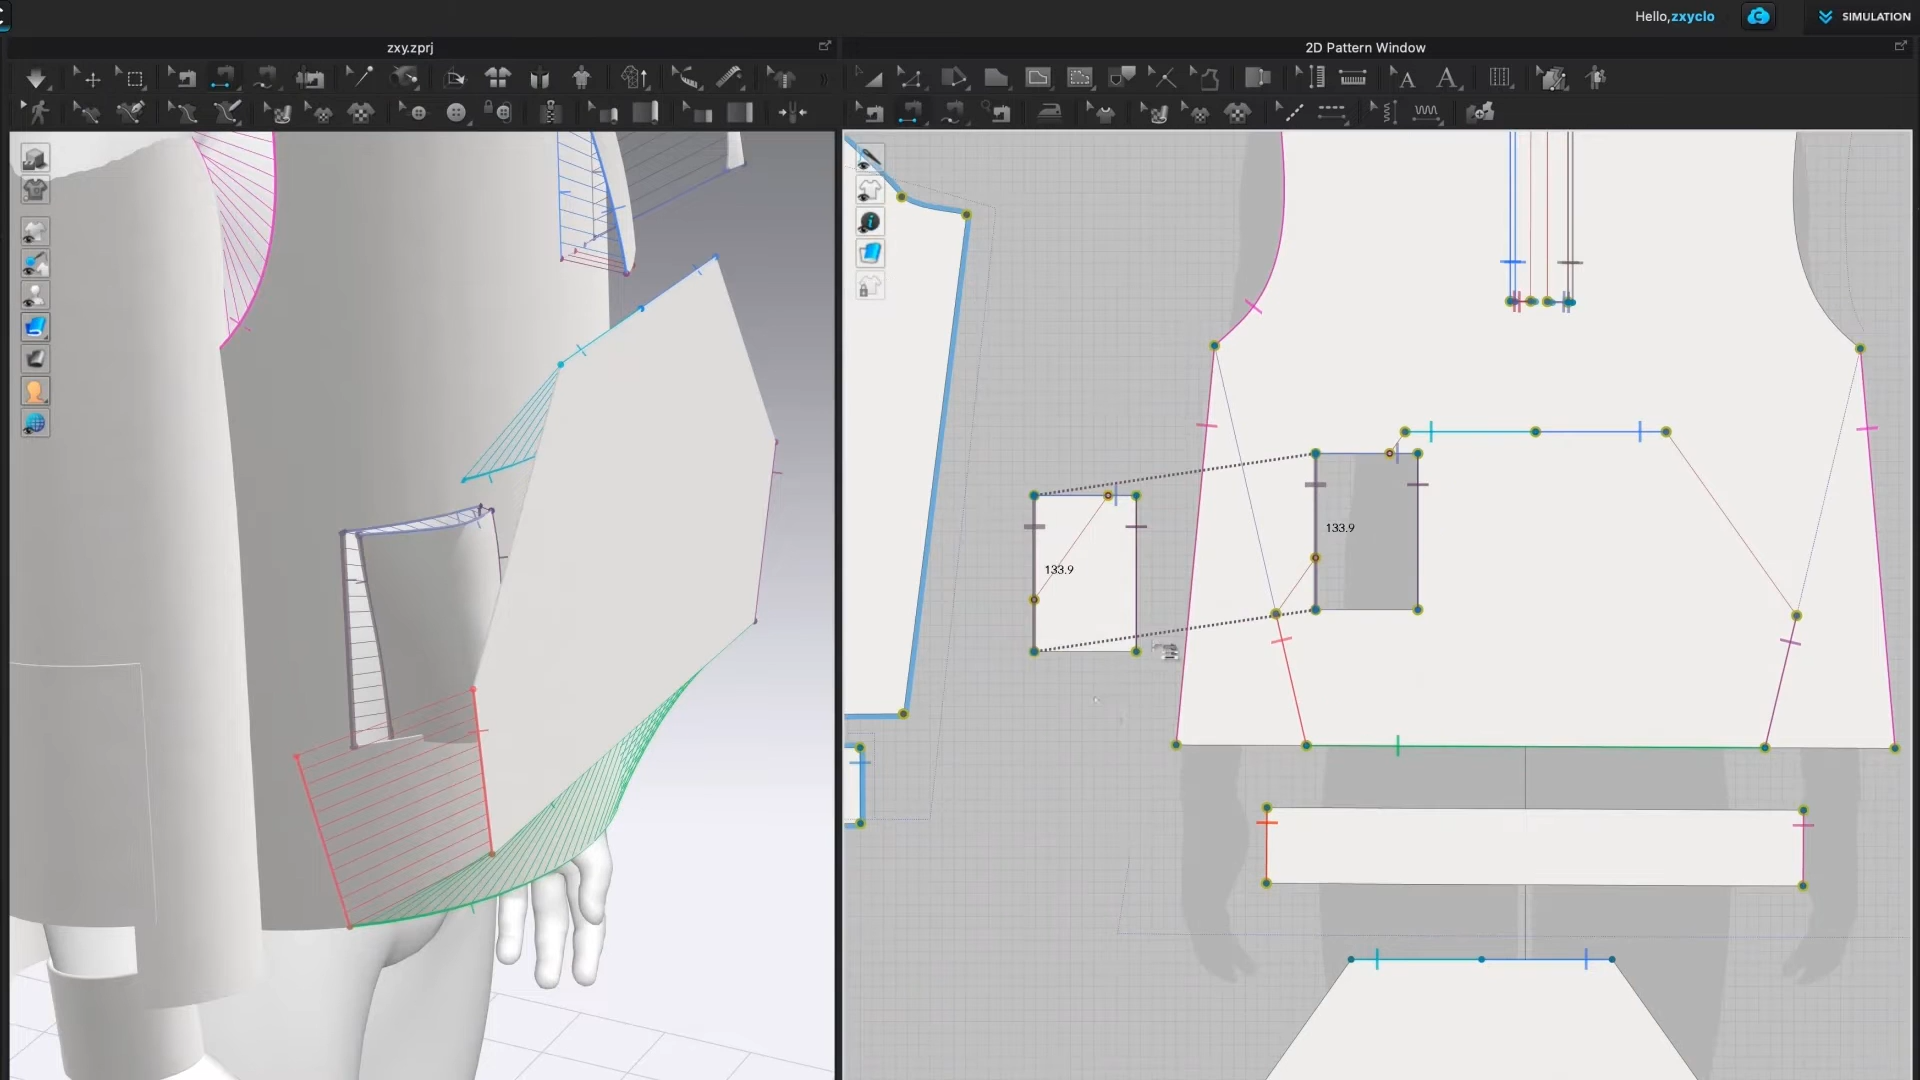 Hello,zxyclo
SIMULATION
zxy.zprj
2D Pattern Window
133.9
133.9